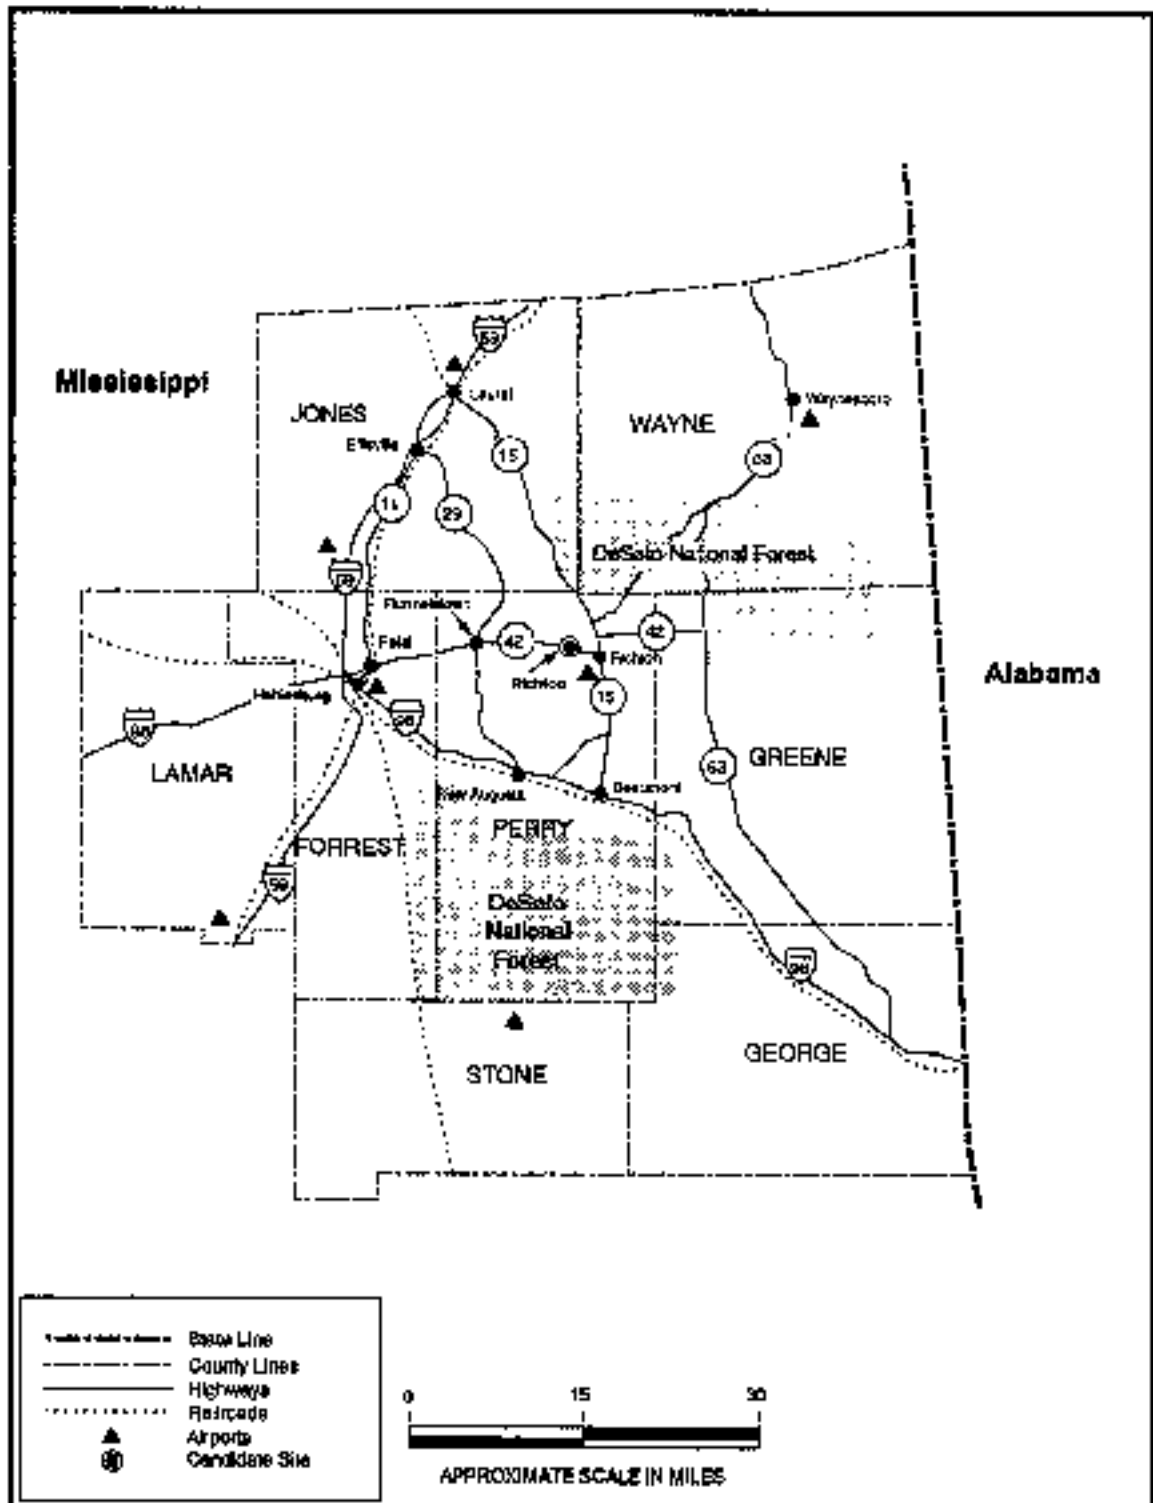 Mississippi
59
Laurel
JONES
Ellisville
15
WAYNE
Waynesboro
63
11
29
59
DeSoto National Forest
Runnelstown
Petal
42
42
Richton
Richton
15
Hattiesburg
98
98
Alabama
LAMAR
63
GREENE
New Augusta
Beaumont
PERRY
FORREST
59
DeSoto
National
Forest
98
GEORGE
STONE
State Line
County Lines
Highways
Railroads
Airports
Candidate Site
0 15 30
APPROXIMATE SCALE IN MILES